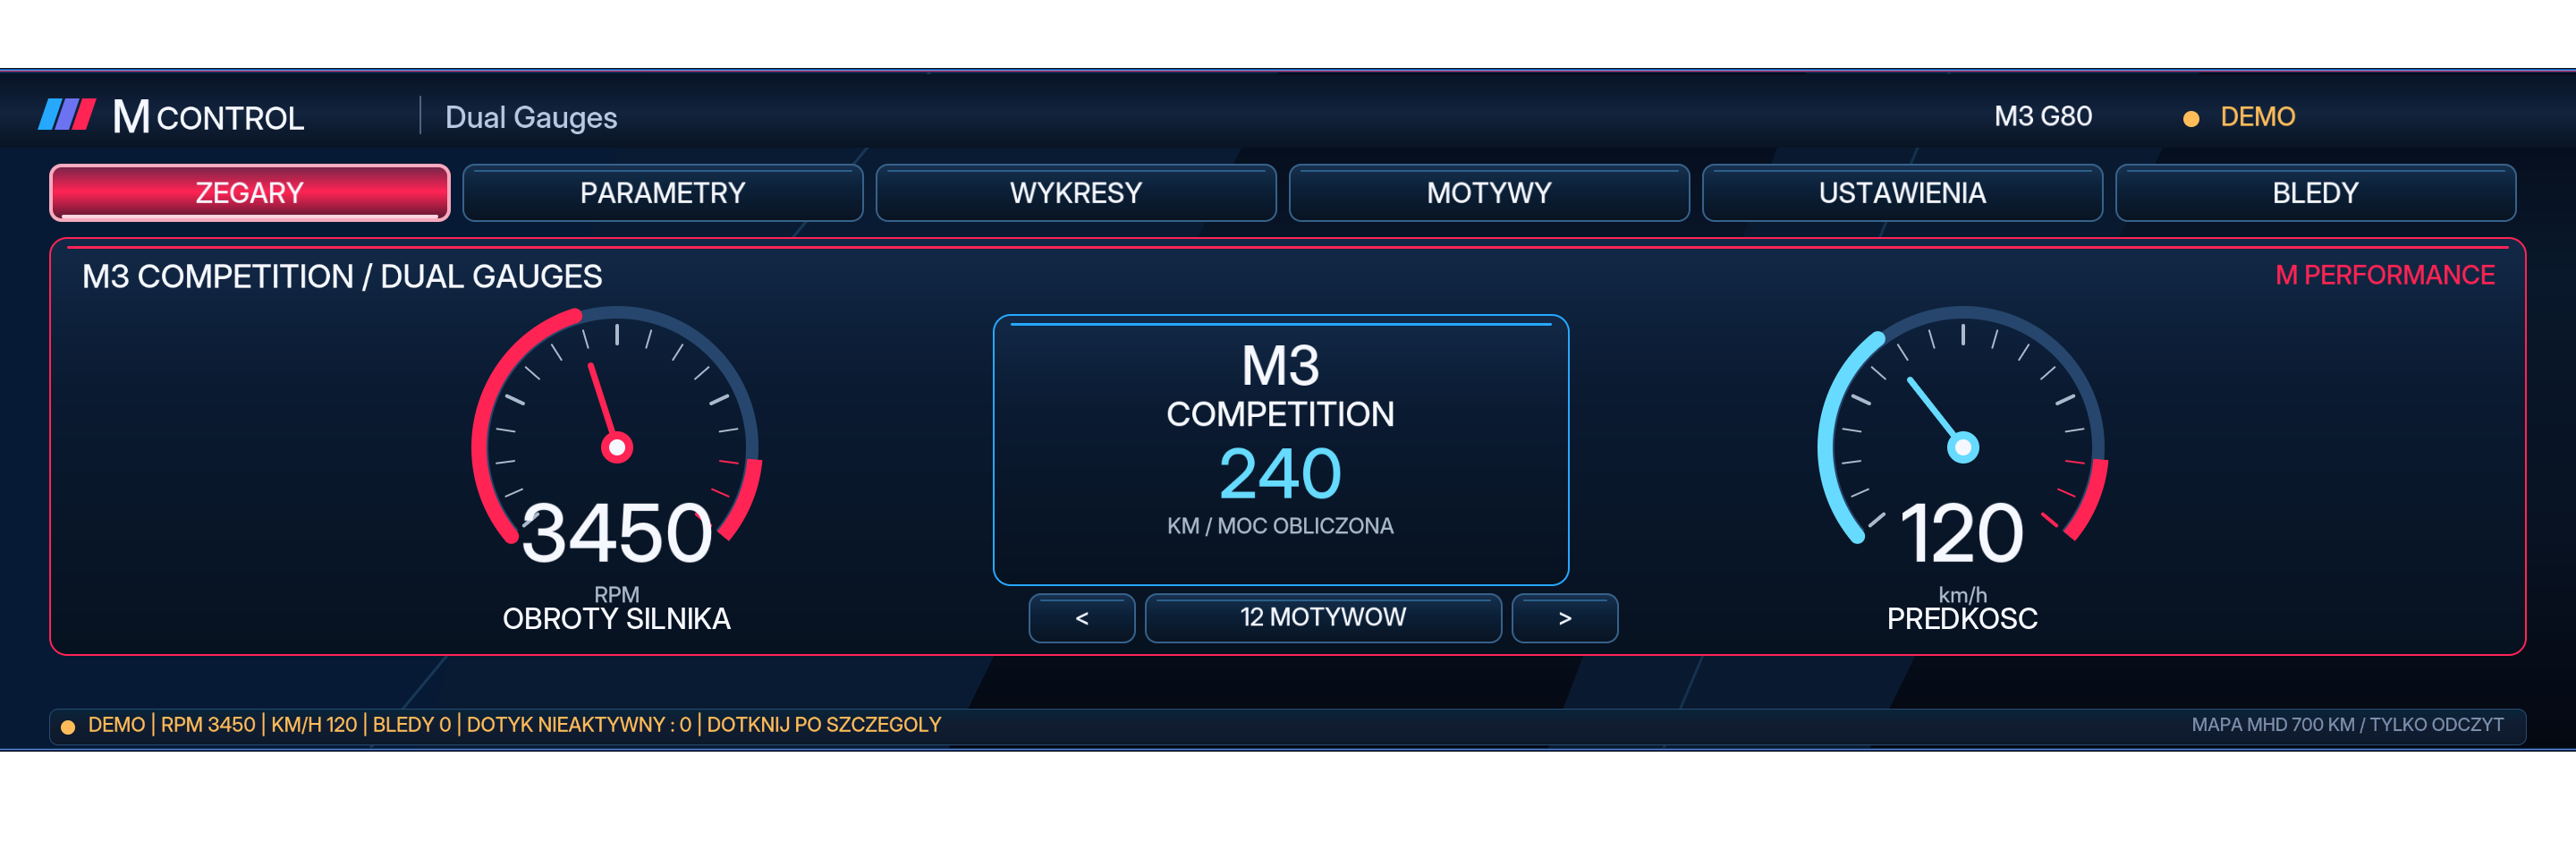 M CONTROL | Dual Gauges M3 G80 DEMO
ZEGARY PARAMETRY WYKRESY MOTYWY USTAWIENIA BLEDY
M3 COMPETITION / DUAL GAUGES M PERFORMANCE
M3
COMPETITION
240
KM / MOC OBLICZONA
3450
RPM
OBROTY SILNIKA
120
km/h
PREDKOSC
< 12 MOTYWOW >
DEMO | RPM 3450 | KM/H 120 | BLEDY 0 | DOTYK NIEAKTYWNY : 0 | DOTKNIJ PO SZCZEGOLY
MAPA MHD 700 KM / TYLKO ODCZYT